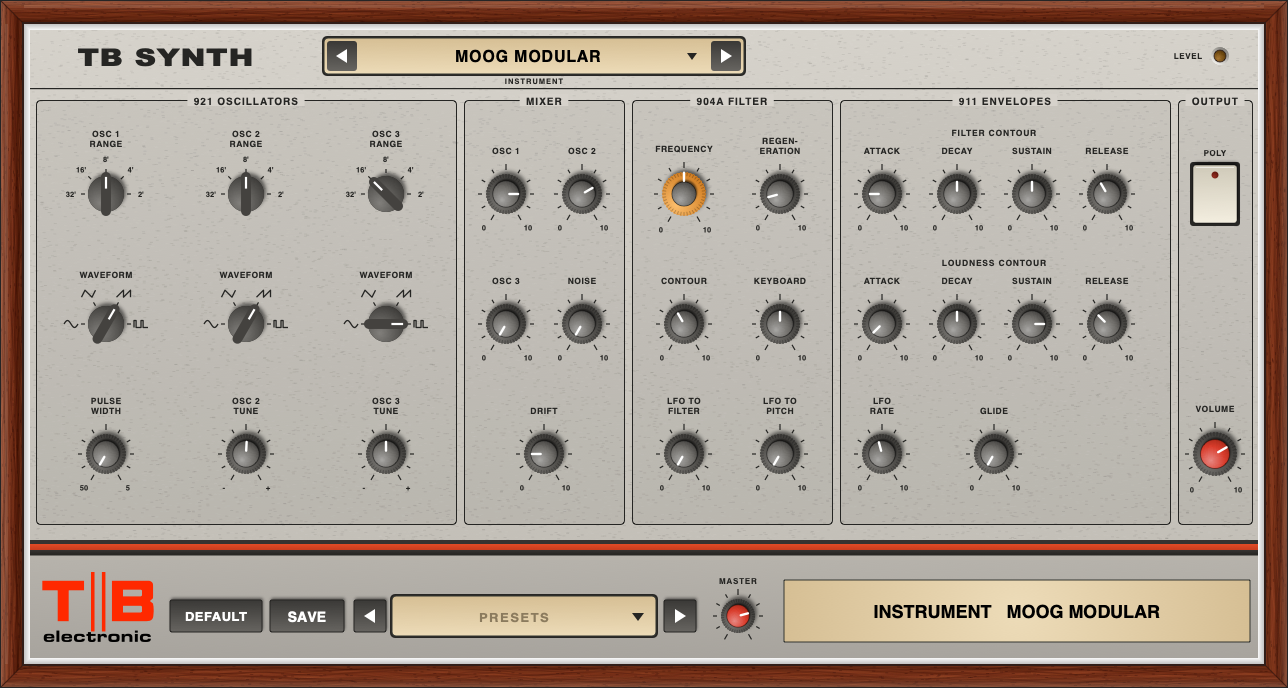 TB SYNTH
MOOG MODULAR
INSTRUMENT
LEVEL
921 OSCILLATORS
OSC 1
RANGE
32' 16' 8' 4' 2'
OSC 2
RANGE
32' 16' 8' 4' 2'
OSC 3
RANGE
32' 16' 8' 4' 2'
WAVEFORM
WAVEFORM
WAVEFORM
PULSE
WIDTH
50 5
OSC 2
TUNE
- +
OSC 3
TUNE
- +
MIXER
OSC 1
0 10
OSC 2
0 10
OSC 3
0 10
NOISE
0 10
DRIFT
0 10
904A FILTER
FREQUENCY
0 10
REGEN-
ERATION
0 10
CONTOUR
0 10
KEYBOARD
0 10
LFO TO
FILTER
0 10
LFO TO
PITCH
0 10
911 ENVELOPES
FILTER CONTOUR
ATTACK DECAY SUSTAIN RELEASE
0 10 0 10 0 10 0 10
LOUDNESS CONTOUR
ATTACK DECAY SUSTAIN RELEASE
0 10 0 10 0 10 0 10
LFO
RATE
0 10
GLIDE
0 10
OUTPUT
POLY
VOLUME
0 10
TB
electronic
DEFAULT
SAVE
PRESETS
MASTER
INSTRUMENT MOOG MODULAR